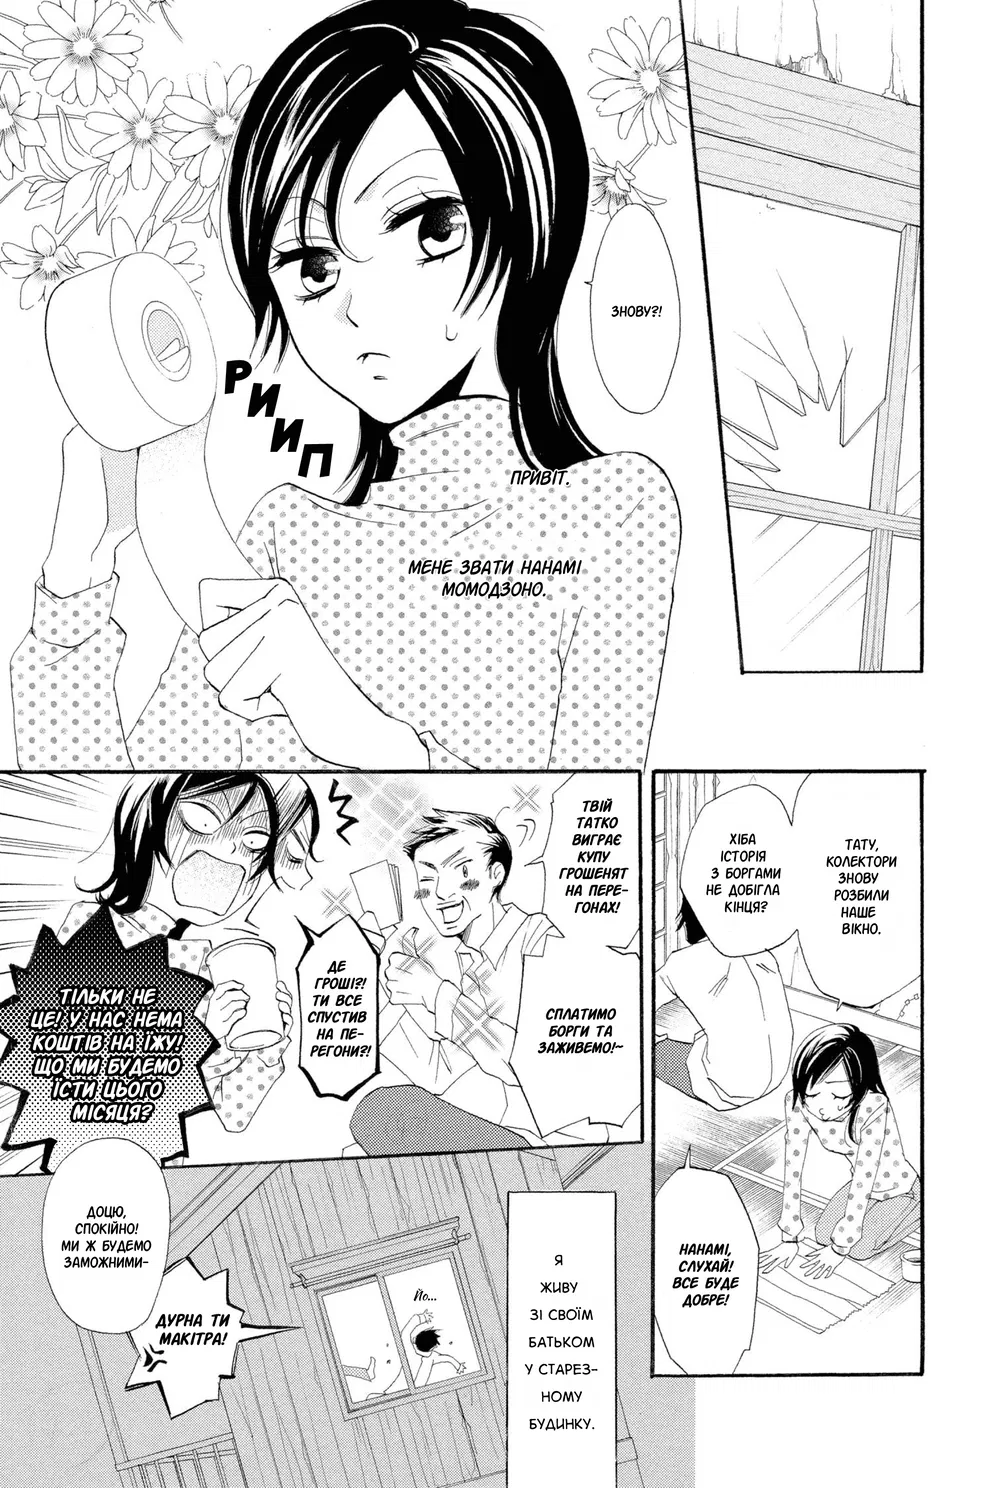 ЗНОВУ?!
РИИП
ПРИВІТ.
МЕНЕ ЗВАТИ НАНАМІ
МОМОДЗОНО.
ТАТУ,
КОЛЕКТОРИ
ЗНОВУ
РОЗБИЛИ
НАШЕ
ВІКНО.
ХІБА
ІСТОРІЯ
З БОРГАМИ
НЕ ДОБІГЛА
КІНЦЯ?
НАНАМІ,
СЛУХАЙ!
ВСЕ БУДЕ
ДОБРЕ!
ТВІЙ
ТАТКО
ВИГРАЄ
КУПУ
ГРОШЕНЯТ
НА ПЕРЕ-
ГОНАХ!
СПЛАТИМО
БОРГИ ТА
ЗАЖИВЕМО!~
ДЕ
ГРОШІ?!
ТИ ВСЕ
СПУСТИВ
НА ПЕ-
РЕГОНИ?!
ТІЛЬКИ НЕ
ЦЕ! У НАС НЕМА
КОШТІВ НА ЇЖУ!
ЩО МИ БУДЕМО
ЇСТИ ЦЬОГО
МІСЯЦЯ?
Я
ЖИВУ
ЗІ СВОЇМ
БАТЬКОМ
У СТАРЕЗ-
НОМУ
БУДИНКУ.
ДОЦЮ,
СПОКІЙНО!
МИ Ж БУДЕМО
ЗАМОЖНИМИ-
Йо...
ДУРНА ТИ
МАКІТРА!